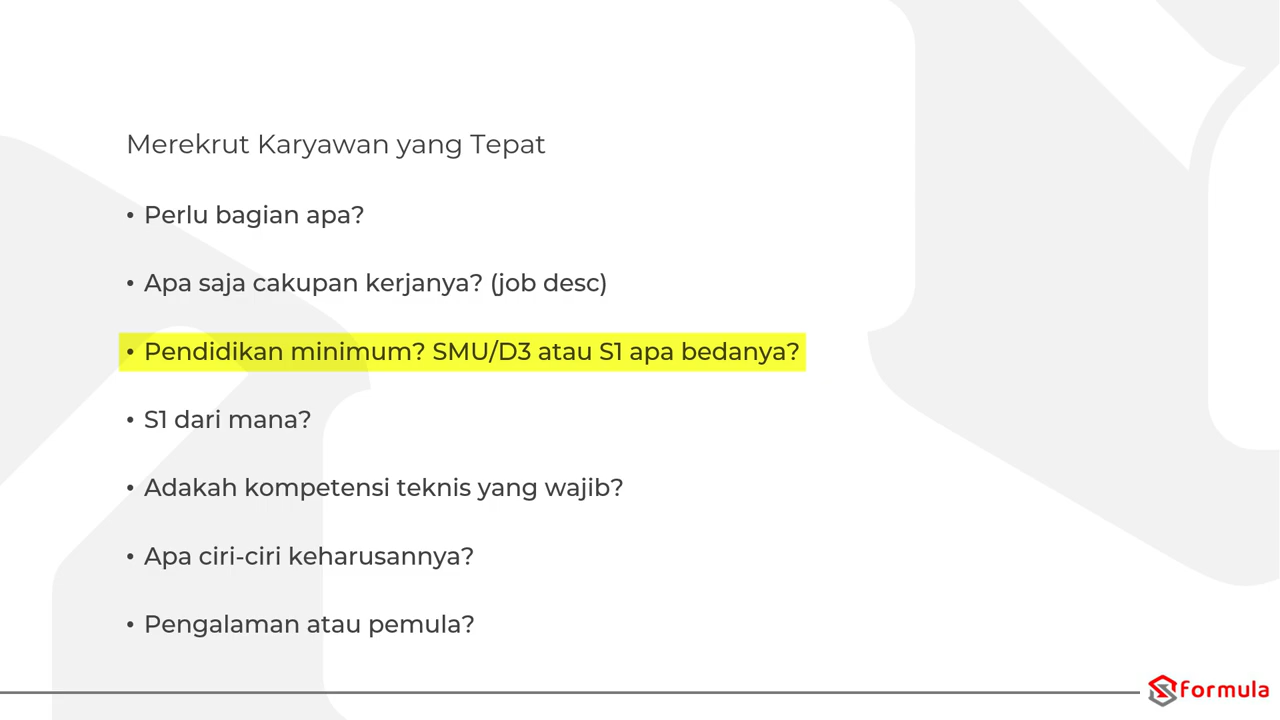 Merekrut Karyawan yang Tepat
• Perlu bagian apa?
• Apa saja cakupan kerjanya? (job desc)
• Pendidikan minimum? SMU/D3 atau S1 apa bedanya?
• S1 dari mana?
• Adakah kompetensi teknis yang wajib?
• Apa ciri-ciri keharusannya?
• Pengalaman atau pemula?
formula